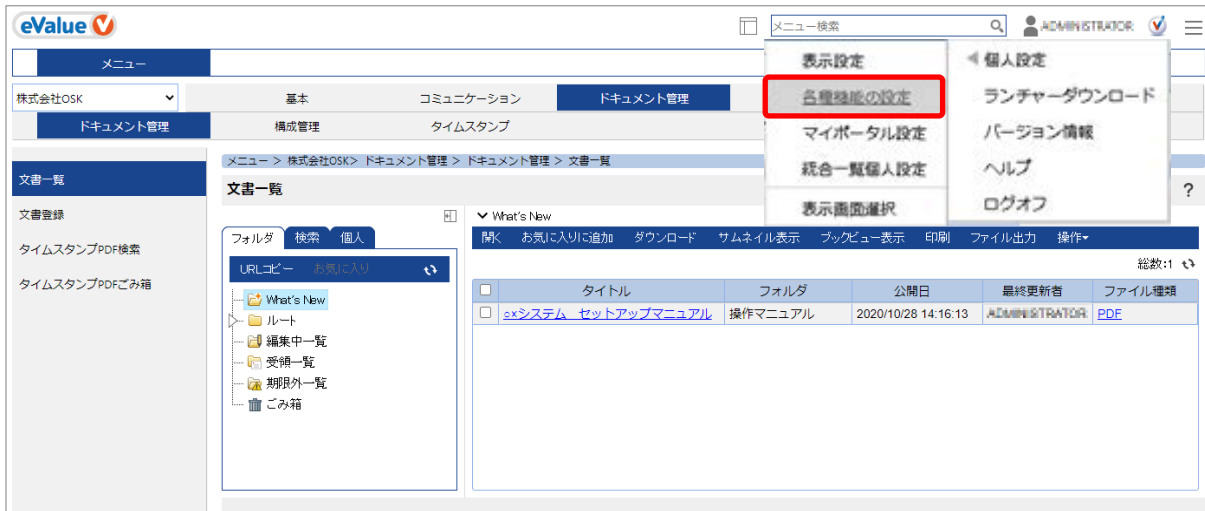 eValue V
メニュー検索
ADMINISTRATOR
メニュー
表示設定
各種機能の設定
マイポータル設定
統合一覧個人設定
表示画面選択
個人設定
ランチャーダウンロード
バージョン情報
ヘルプ
ログオフ
株式会社OSK
基本 コミュニケーション ドキュメント管理
ドキュメント管理 構成管理 タイムスタンプ
文書一覧
文書登録
タイムスタンプPDF検索
タイムスタンプPDFごみ箱
メニュー > 株式会社OSK> ドキュメント管理 > ドキュメント管理 > 文書一覧
文書一覧
?
フォルダ 検索 個人
URLコピー お気に入り
What's New
ルート
編集中一覧
受領一覧
期限外一覧
ごみ箱
What's New
開く お気に入りに追加 ダウンロード サムネイル表示 ブックビュー表示 印刷 ファイル出力 操作▾
総数:1
タイトル フォルダ 公開日 最終更新者 ファイル種類
○×システム　セットアップマニュアル 操作マニュアル 2020/10/28 14:16:13 ADMINISTRATOR PDF